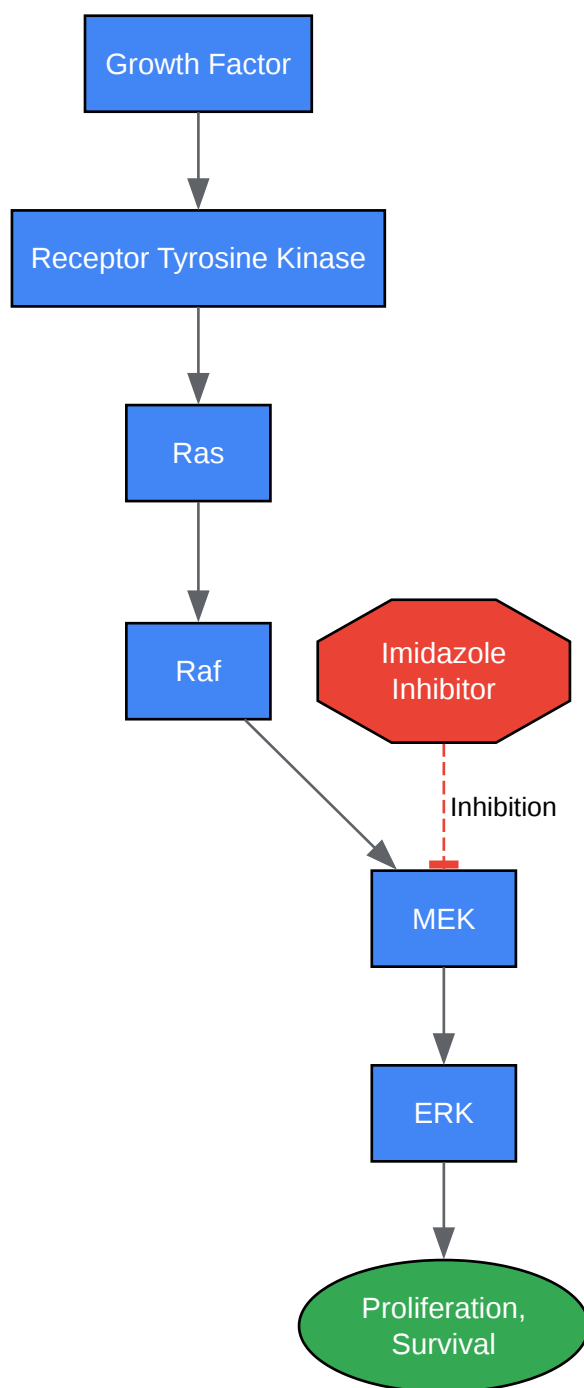 Growth Factor
Receptor Tyrosine Kinase
Ras
Raf
Imidazole
Inhibitor
Inhibition
MEK
ERK
Proliferation,
Survival